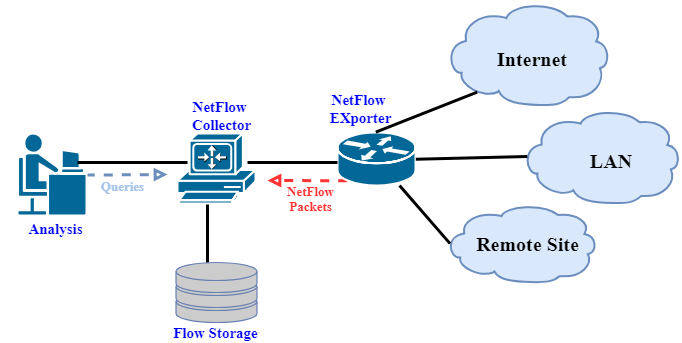 Internet
NetFlow
EXporter
NetFlow
Collector
LAN
Queries
NetFlow
Packets
Analysis
Remote Site
Flow Storage